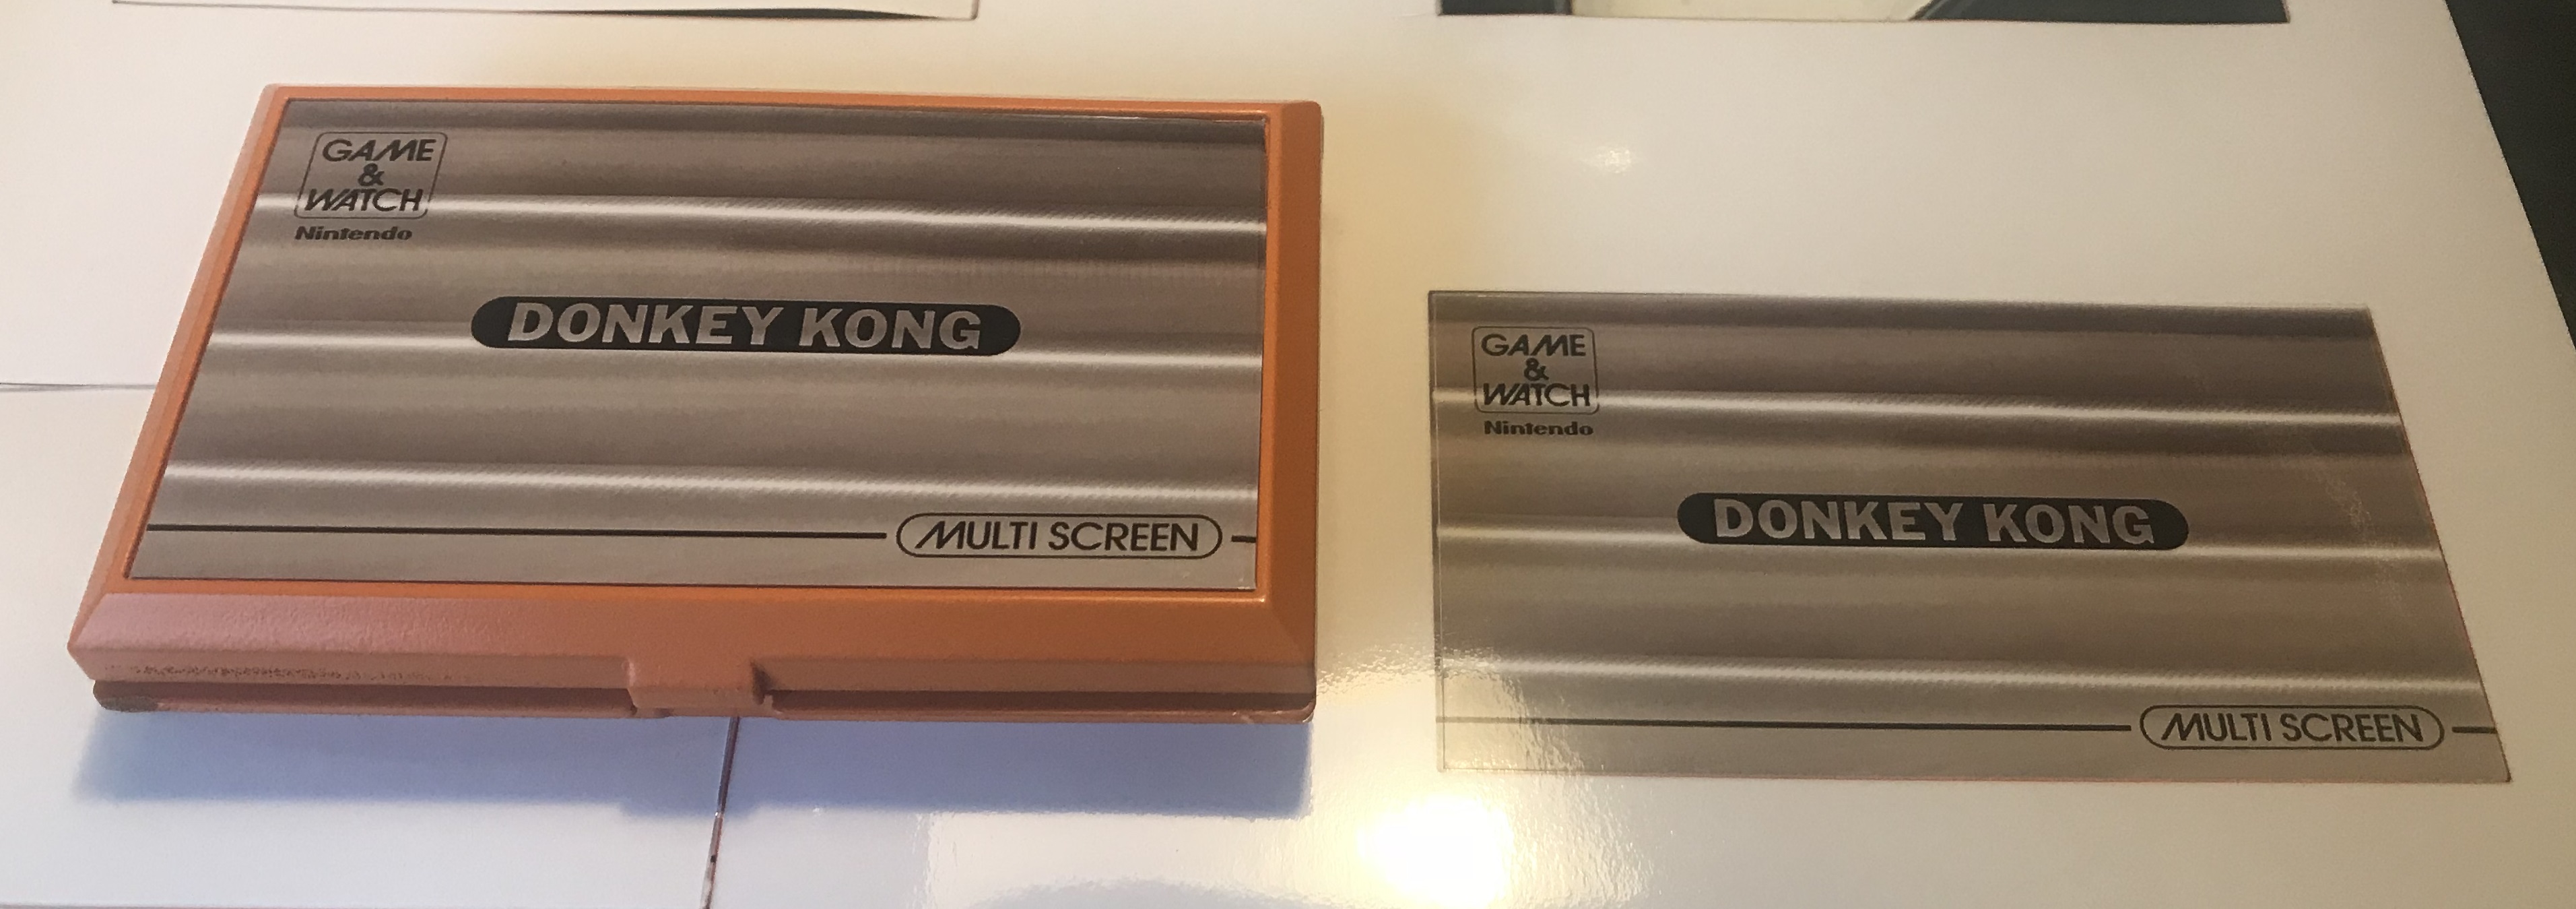 GAME
&
WATCH
Nintendo
DONKEY KONG
MULTI SCREEN
GAME
&
WATCH
Nintendo
DONKEY KONG
MULTI SCREEN